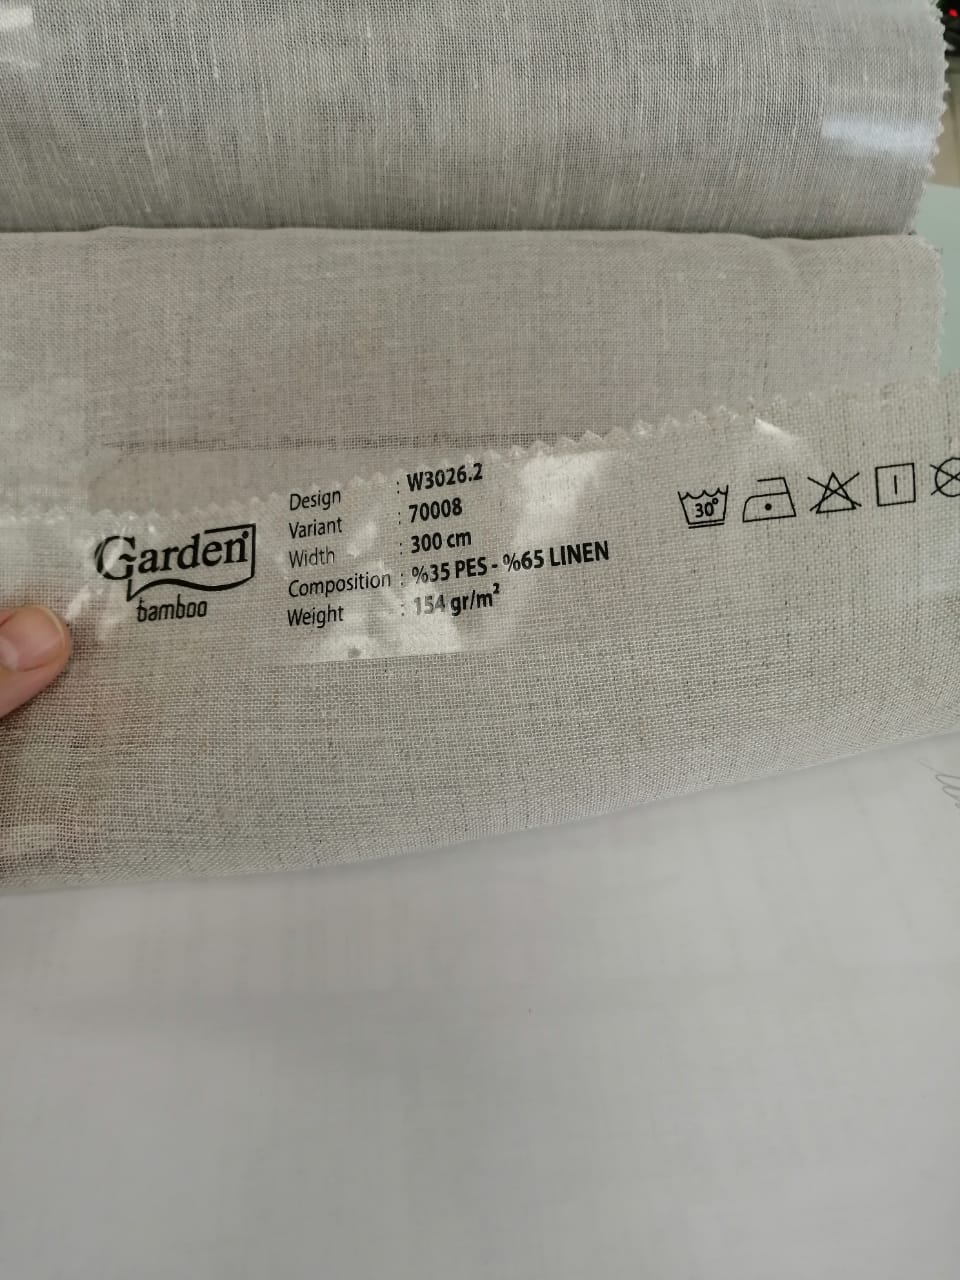 Garden
bamboo
Design : W3026.2
Variant : 70008
Width : 300 cm
Composition : %35 PES - %65 LINEN
Weight : 154 gr/m²
30°